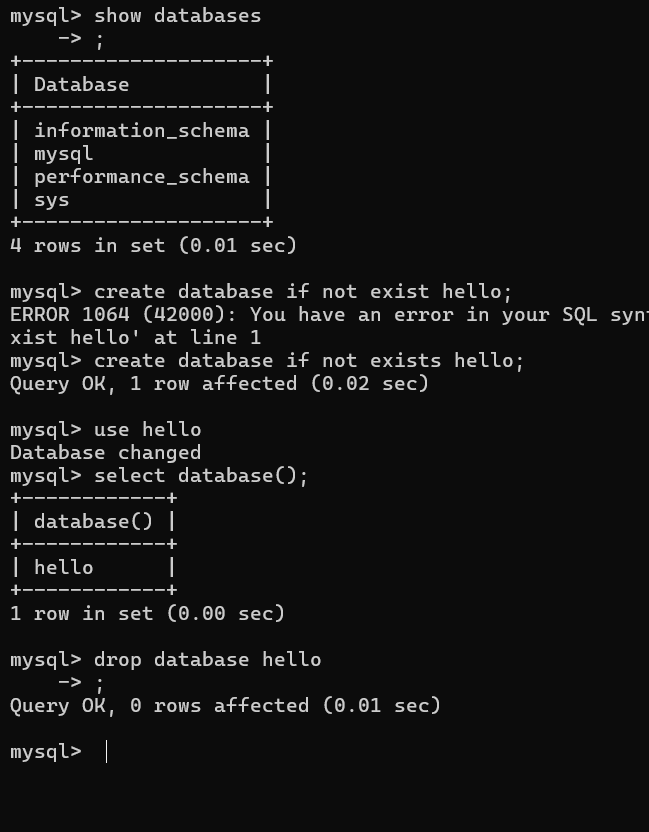 mysql> show databases
    -> ;
+--------------------+
| Database           |
+--------------------+
| information_schema |
| mysql              |
| performance_schema |
| sys                |
+--------------------+
4 rows in set (0.01 sec)

mysql> create database if not exist hello;
ERROR 1064 (42000): You have an error in your SQL synt
xist hello' at line 1
mysql> create database if not exists hello;
Query OK, 1 row affected (0.02 sec)

mysql> use hello
Database changed
mysql> select database();
+------------+
| database() |
+------------+
| hello      |
+------------+
1 row in set (0.00 sec)

mysql> drop database hello
    -> ;
Query OK, 0 rows affected (0.01 sec)

mysql>